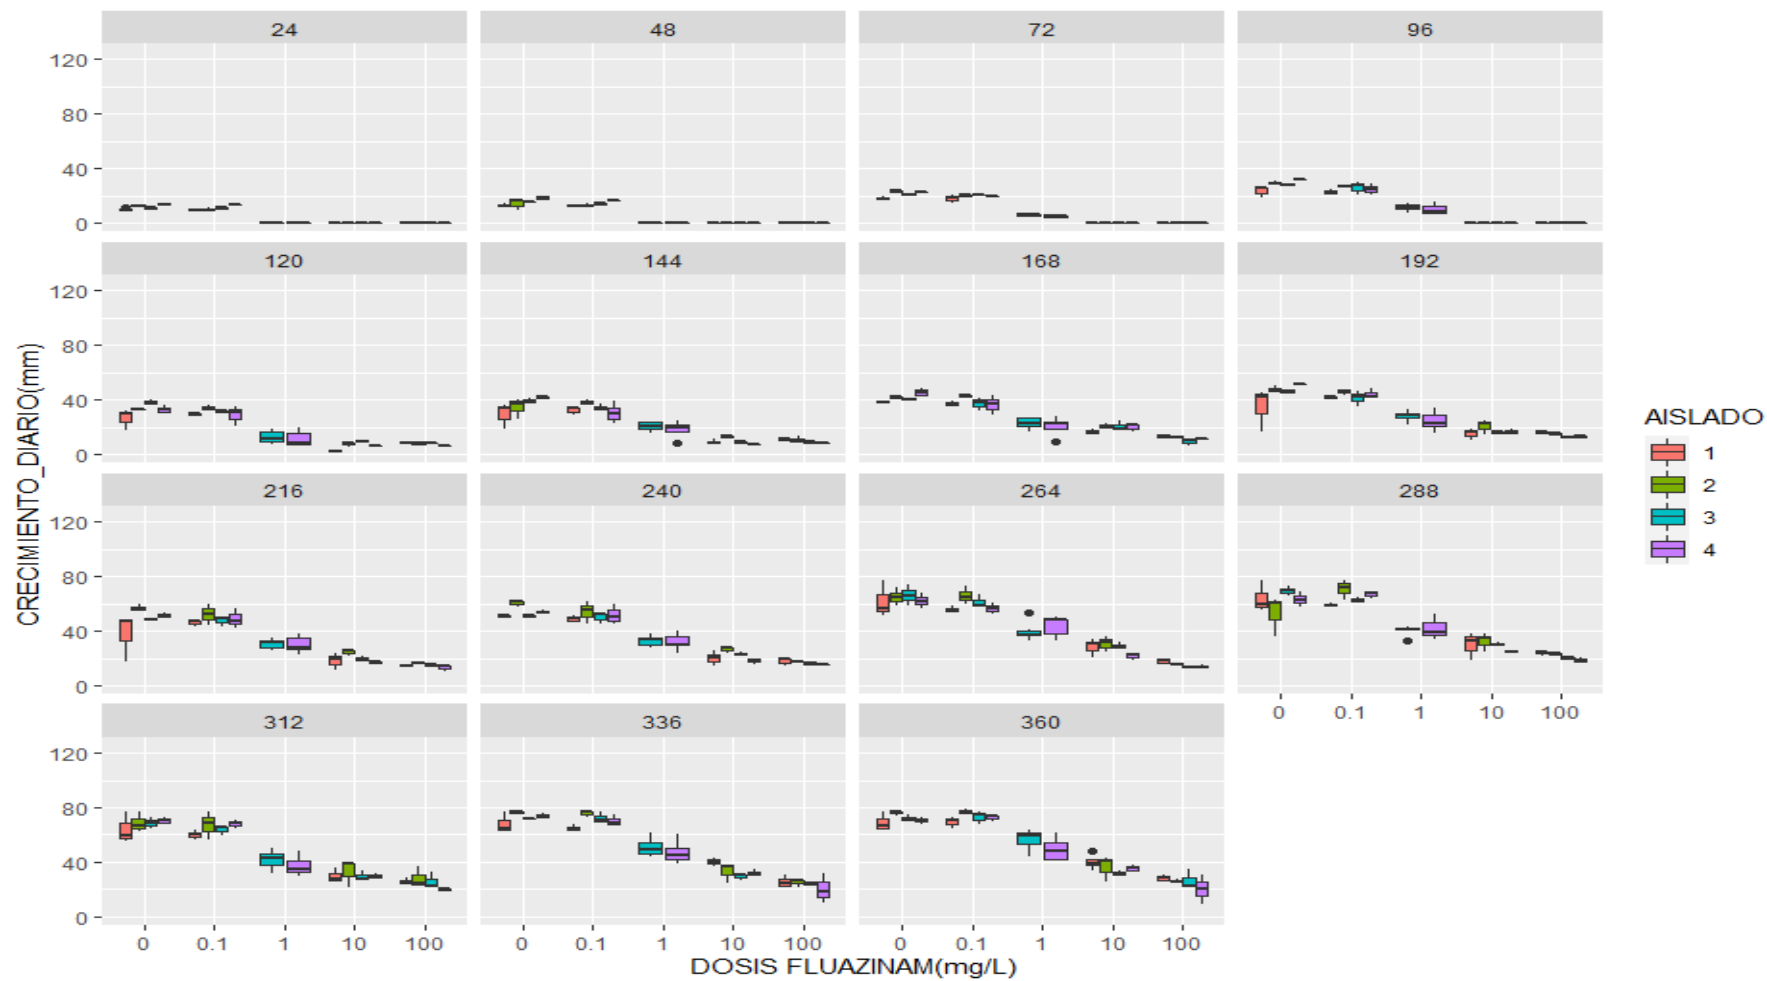 24 48 72 96
120
80
40
0
120 144 168 192
120
80
40
0
216 240 264 288
120
80
40
0
0 0.1 1 10 100
312 336 360
120
80
40
0
0 0.1 1 10 100 0 0.1 1 10 100 0 0.1 1 10 100
CRECIMIENTO_DIARIO(mm)
DOSIS FLUAZINAM(mg/L)
AISLADO
1
2
3
4